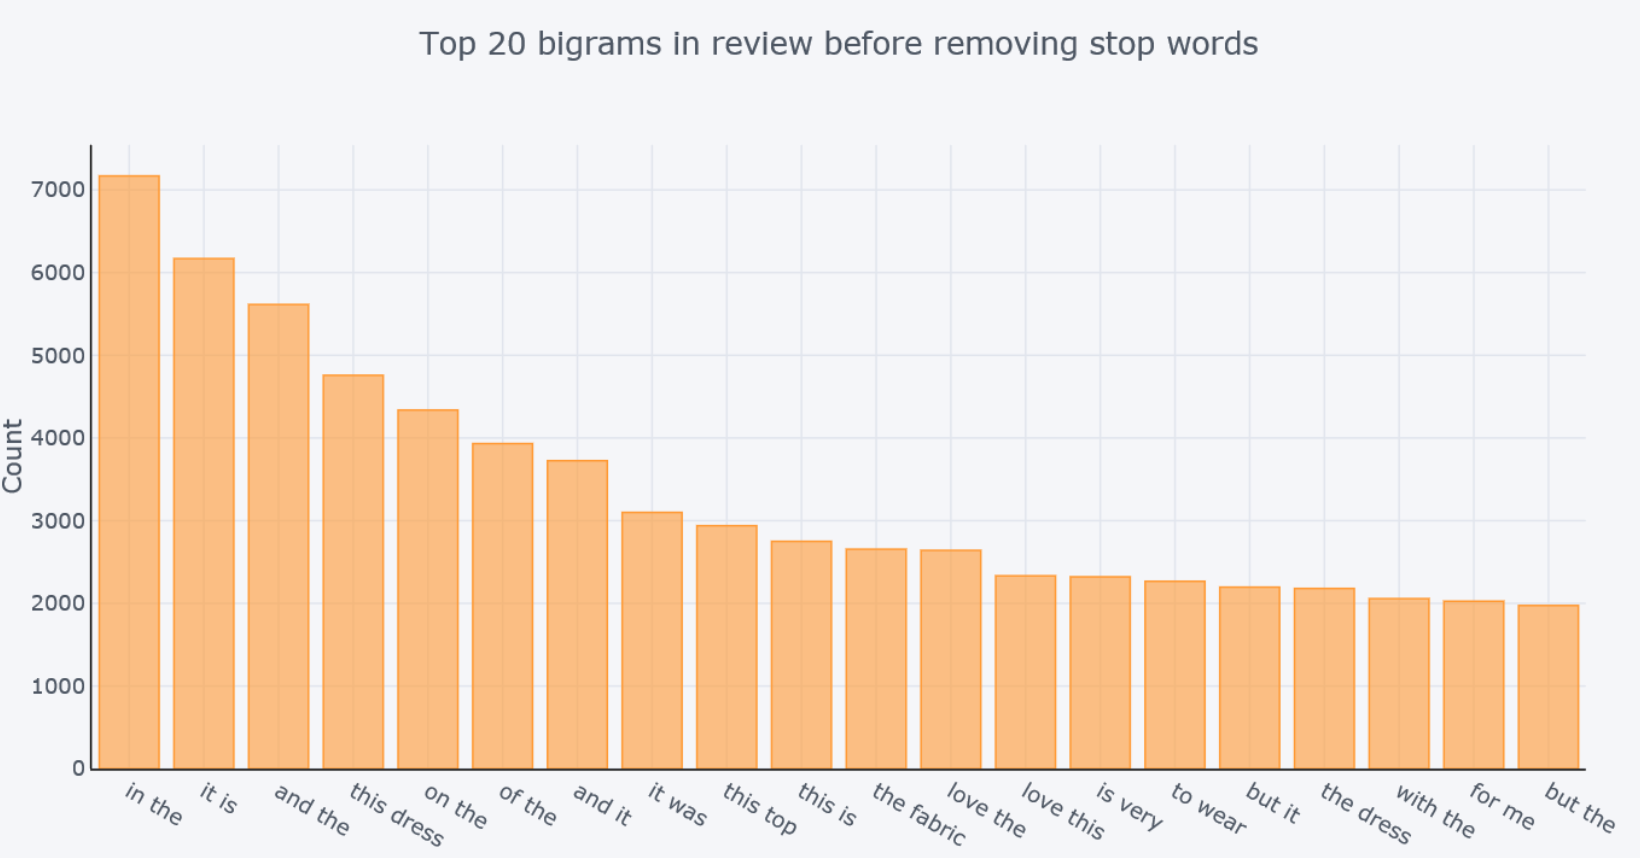 Top 20 bigrams in review before removing stop words
Count
7000
6000
5000
4000
3000
2000
1000
0
in the
it is
and the
this dress
on the
of the
and it
it was
this top
this is
the fabric
love the
love this
is very
to wear
but it
the dress
with the
for me
but the